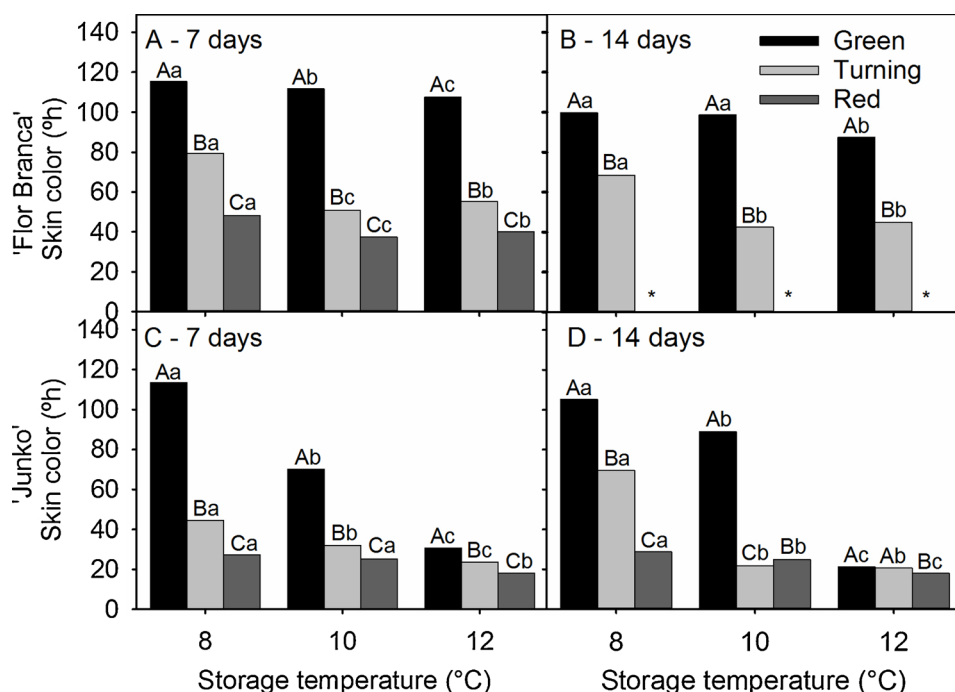 'Flor Branca'
Skin color (ºh)
140
120
100
80
60
40
20
0
A - 7 days
Aa
Ba
Ca
Ab
Bc
Cc
Ac
Bb
Cb
B - 14 days
Green
Turning
Red
Aa
Ba
*
Aa
Bb
*
Ab
Bb
*
'Junko'
Skin color (ºh)
140
120
100
80
60
40
20
0
C - 7 days
Aa
Ba
Ca
Ab
Bb
Ca
Ac
Bc
Cb
D - 14 days
Aa
Ba
Ca
Ab
Cb
Bb
Ac
Ab
Bc
8
10
12
8
10
12
Storage temperature (°C)
Storage temperature (°C)